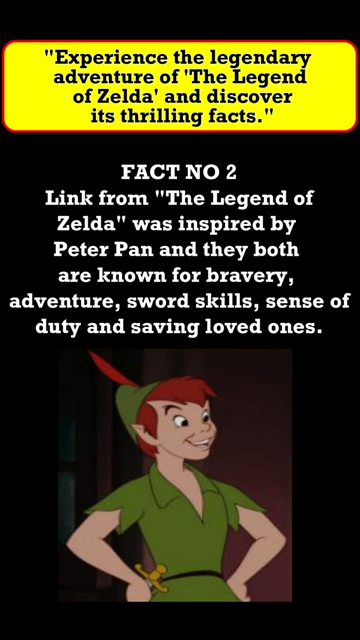 "Experience the legendary
adventure of 'The Legend
of Zelda' and discover
its thrilling facts."
FACT NO 2
Link from "The Legend of
Zelda" was inspired by
Peter Pan and they both
are known for bravery,
adventure, sword skills, sense of
duty and saving loved ones.